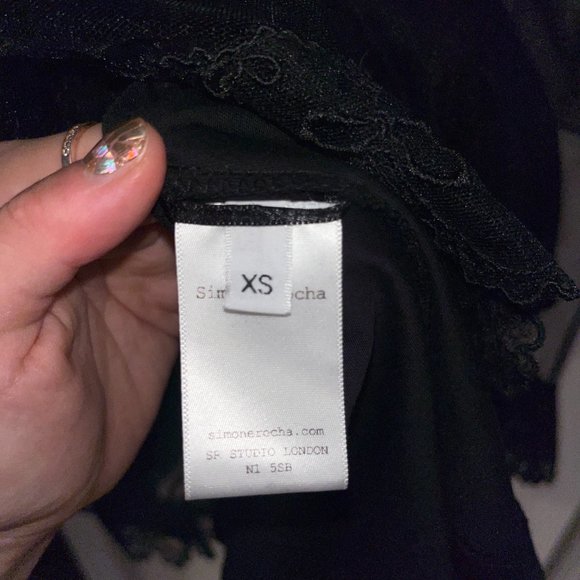 XS
Sim ocha
simonerocha.com
SR STUDIO LONDON
N1 5SB